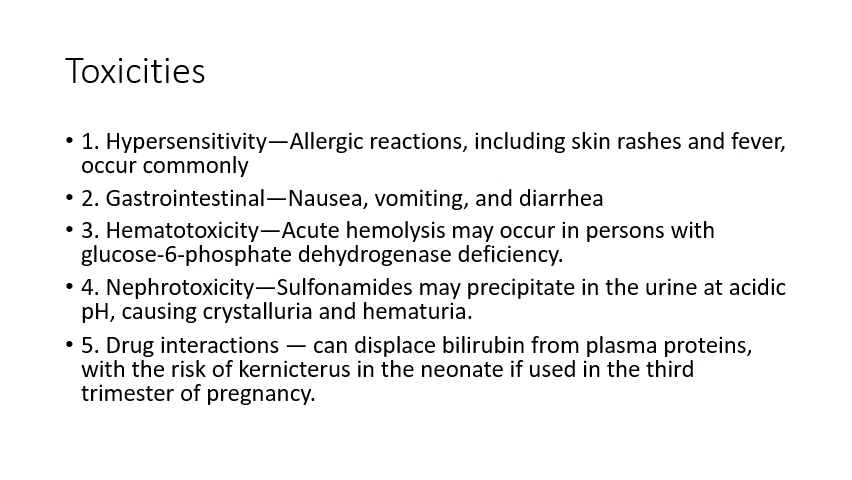 Toxicities
• 1. Hypersensitivity—Allergic reactions, including skin rashes and fever,
occur commonly
• 2. Gastrointestinal—Nausea, vomiting, and diarrhea
• 3. Hematotoxicity—Acute hemolysis may occur in persons with
glucose-6-phosphate dehydrogenase deficiency.
• 4. Nephrotoxicity—Sulfonamides may precipitate in the urine at acidic
pH, causing crystalluria and hematuria.
• 5. Drug interactions — can displace bilirubin from plasma proteins,
with the risk of kernicterus in the neonate if used in the third
trimester of pregnancy.